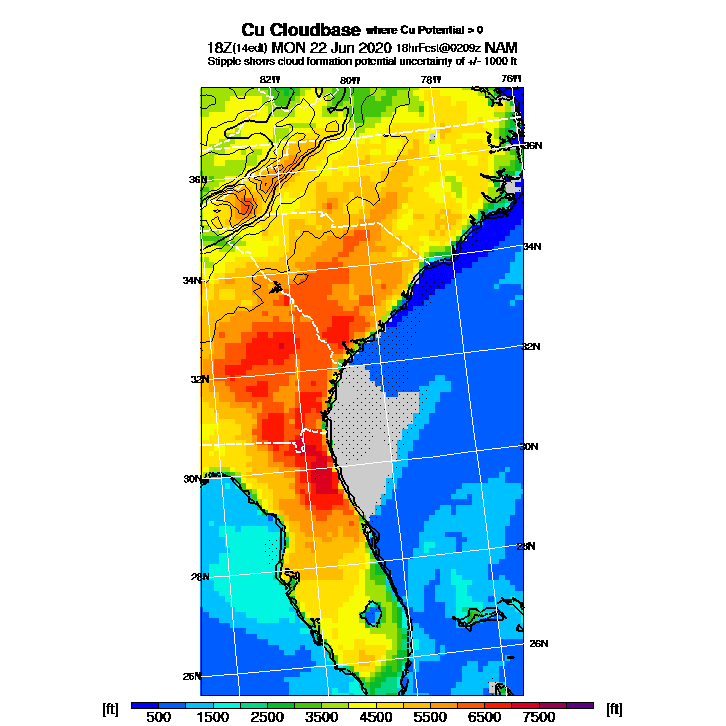 Cu Cloudbase where Cu Potential > 0
18Z(14edt) MON 22 Jun 2020 18hrFcst@0209z NAM
Stipple shows cloud formation potential uncertainty of +/- 1000 ft
82W 80W 78W 76W
36N
36N
34N
34N
32N
32N
30N
30N
28N
28N
26N
26N
[ft] 500 1500 2500 3500 4500 5500 6500 7500 [ft]